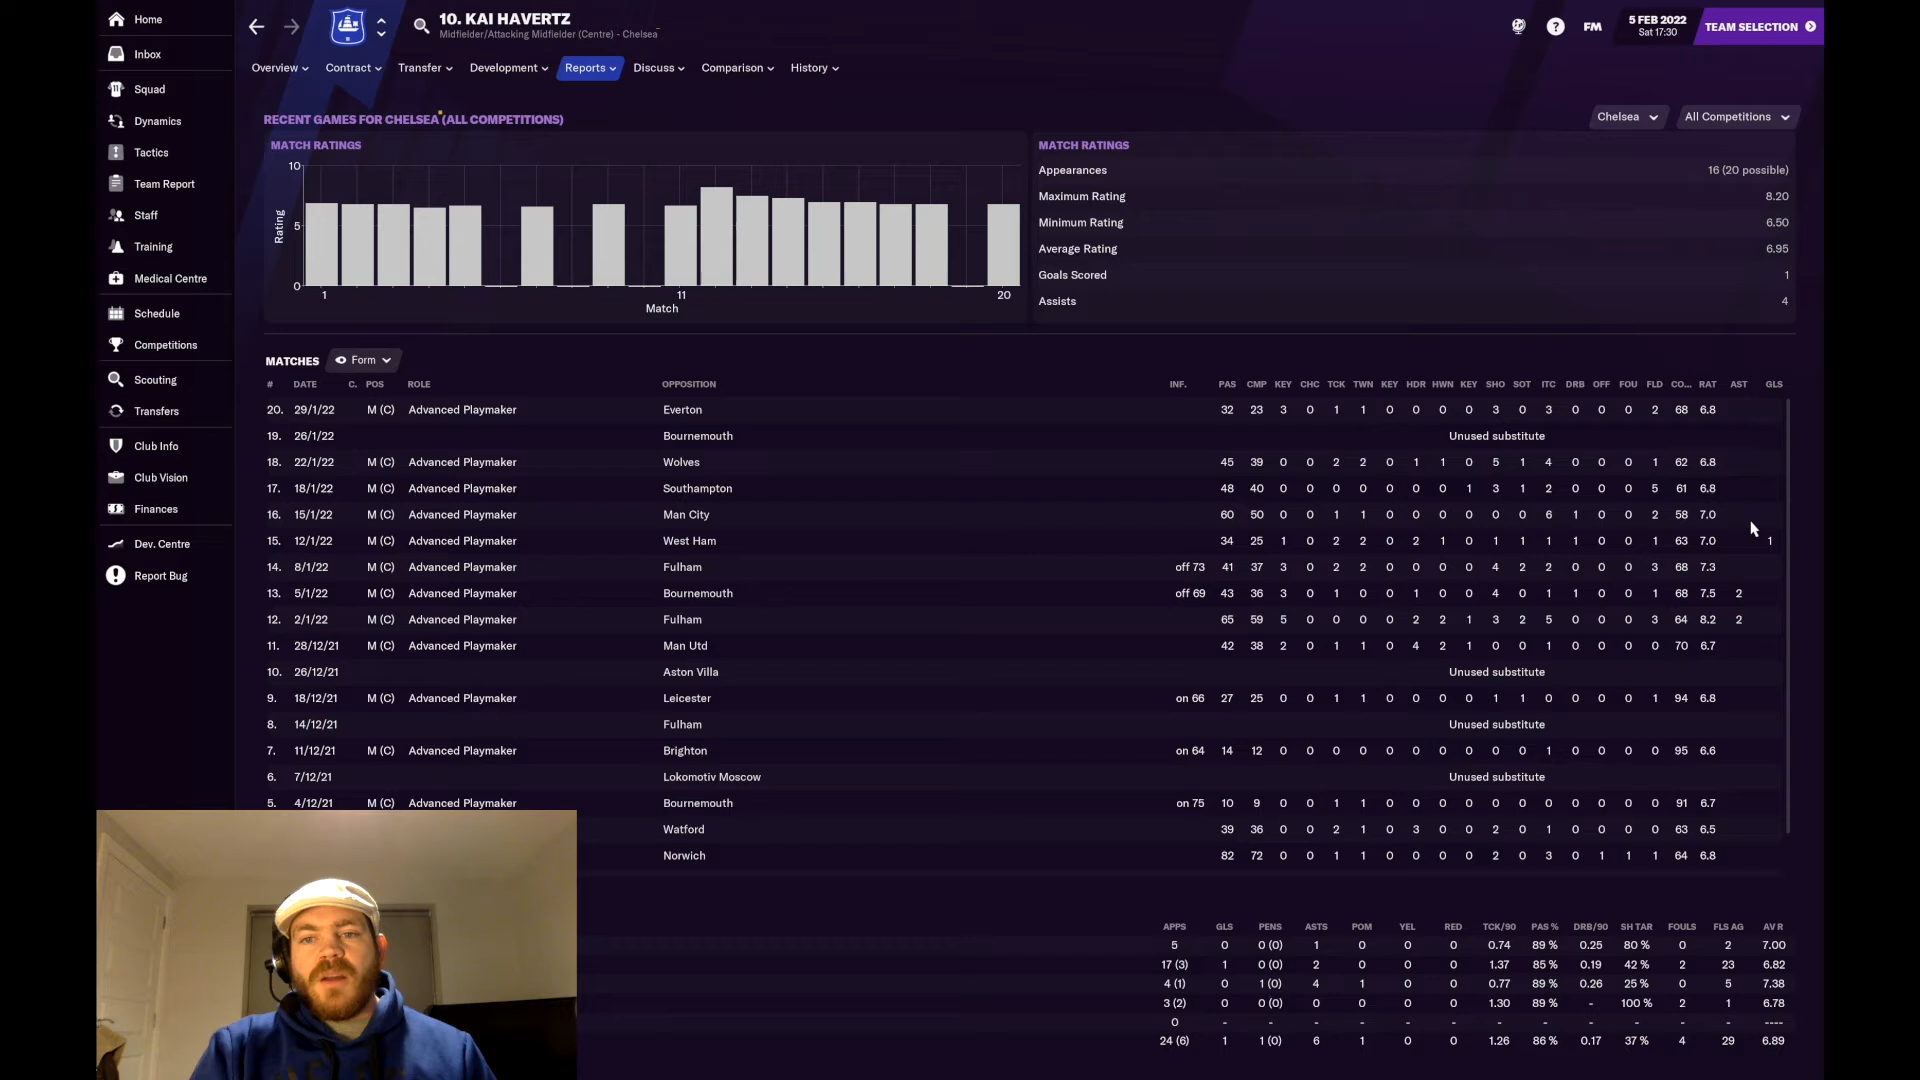 Home
Inbox
Squad
Dynamics
Tactics
Team Report
Staff
Training
Medical Centre
Schedule
Competitions
Scouting
Transfers
Club Info
Club Vision
Finances
Dev. Centre
Report Bug
10. KAI HAVERTZ
Midfielder/Attacking Midfielder (Centre) - Chelsea
? FM
5 FEB 2022
Sat 17:30
TEAM SELECTION
Overview Contract Transfer Development Reports Discuss Comparison History
RECENT GAMES FOR CHELSEA (ALL COMPETITIONS)
Chelsea All Competitions
MATCH RATINGS
10
5
0
Rating
1 11 20
Match
MATCH RATINGS
Appearances 16 (20 possible)
Maximum Rating 8.20
Minimum Rating 6.50
Average Rating 6.95
Goals Scored 1
Assists 4
MATCHES Form
# DATE C. POS ROLE OPPOSITION INF. PAS CMP KEY CHC TCK TWN KEY HDR HWN KEY SHO SOT ITC DRB OFF FOU FLD CO... RAT AST GLS
20. 29/1/22 M (C) Advanced Playmaker Everton 32 23 3 0 1 1 0 0 0 0 3 0 3 0 0 0 2 68 6.8
19. 26/1/22 Bournemouth Unused substitute
18. 22/1/22 M (C) Advanced Playmaker Wolves 45 39 0 0 2 2 0 1 1 0 5 1 4 0 0 0 1 62 6.8
17. 18/1/22 M (C) Advanced Playmaker Southampton 48 40 0 0 0 0 0 0 0 1 3 1 2 0 0 0 5 61 6.8
16. 15/1/22 M (C) Advanced Playmaker Man City 60 50 0 0 1 1 0 0 0 0 0 0 6 1 0 0 2 58 7.0
15. 12/1/22 M (C) Advanced Playmaker West Ham 34 25 1 0 2 2 0 2 1 0 1 1 1 1 0 0 1 63 7.0 1
14. 8/1/22 M (C) Advanced Playmaker Fulham off 73 41 37 3 0 2 2 0 0 0 0 4 2 2 0 0 0 3 68 7.3
13. 5/1/22 M (C) Advanced Playmaker Bournemouth off 69 43 36 3 0 1 0 0 1 0 0 4 0 1 1 0 0 1 68 7.5 2
12. 2/1/22 M (C) Advanced Playmaker Fulham 65 59 5 0 0 0 0 2 2 1 3 2 5 0 0 0 3 64 8.2 2
11. 28/12/21 M (C) Advanced Playmaker Man Utd 42 38 2 0 1 1 0 4 2 1 0 0 1 0 0 0 0 70 6.7
10. 26/12/21 Aston Villa Unused substitute
9. 18/12/21 M (C) Advanced Playmaker Leicester on 66 27 25 0 0 1 1 0 0 0 0 1 1 0 0 0 0 1 94 6.8
8. 14/12/21 Fulham Unused substitute
7. 11/12/21 M (C) Advanced Playmaker Brighton on 64 14 12 0 0 0 0 0 0 0 0 0 0 1 0 0 0 0 95 6.6
6. 7/12/21 Lokomotiv Moscow Unused substitute
5. 4/12/21 M (C) Advanced Playmaker Bournemouth on 75 10 9 0 0 1 1 0 0 0 0 0 0 0 0 0 0 0 91 6.7
Watford 39 36 0 0 2 1 0 3 0 0 2 0 1 0 0 0 0 63 6.5
Norwich 82 72 0 0 1 1 0 0 0 0 2 0 3 0 1 1 1 64 6.8
APPS GLS PENS ASTS POM YEL RED TCK/90 PAS % DRB/90 SH TAR FOULS FLS AG AV R
5 0 0 (0) 1 0 0 0 0.74 89 % 0.25 80 % 0 2 7.00
17 (3) 1 0 (0) 2 0 0 0 1.37 85 % 0.19 42 % 2 23 6.82
4 (1) 0 1 (0) 4 1 0 0 0.77 89 % 0.26 25 % 0 5 7.38
3 (2) 0 0 (0) 0 0 0 0 1.30 89 % - 100 % 2 1 6.78
0 - - - - - - - - - - - - ----
24 (6) 1 1 (0) 6 1 0 0 1.26 86 % 0.17 37 % 4 29 6.89